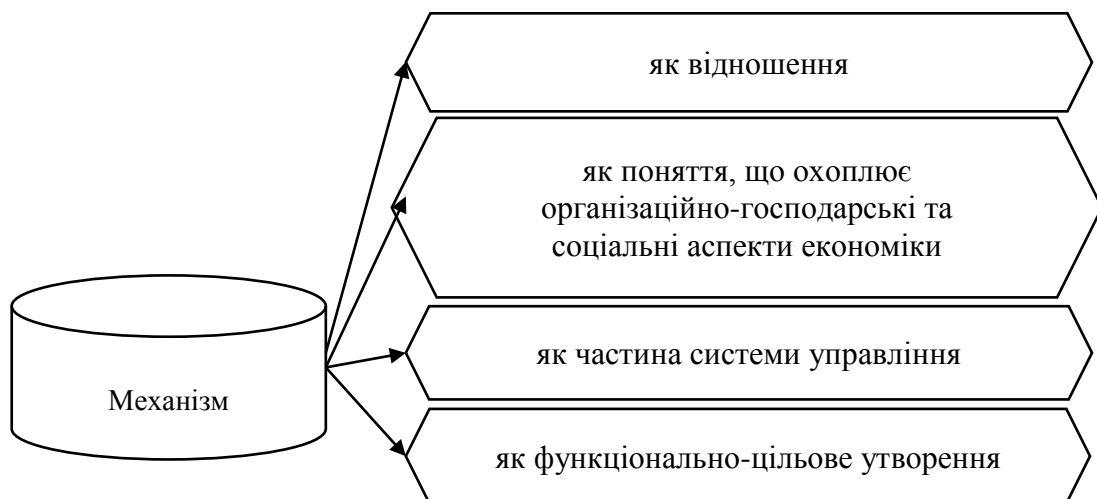 як відношення
як поняття, що охоплює
організаційно-господарські та
соціальні аспекти економіки
як частина системи управління
Механізм
як функціонально-цільове утворення